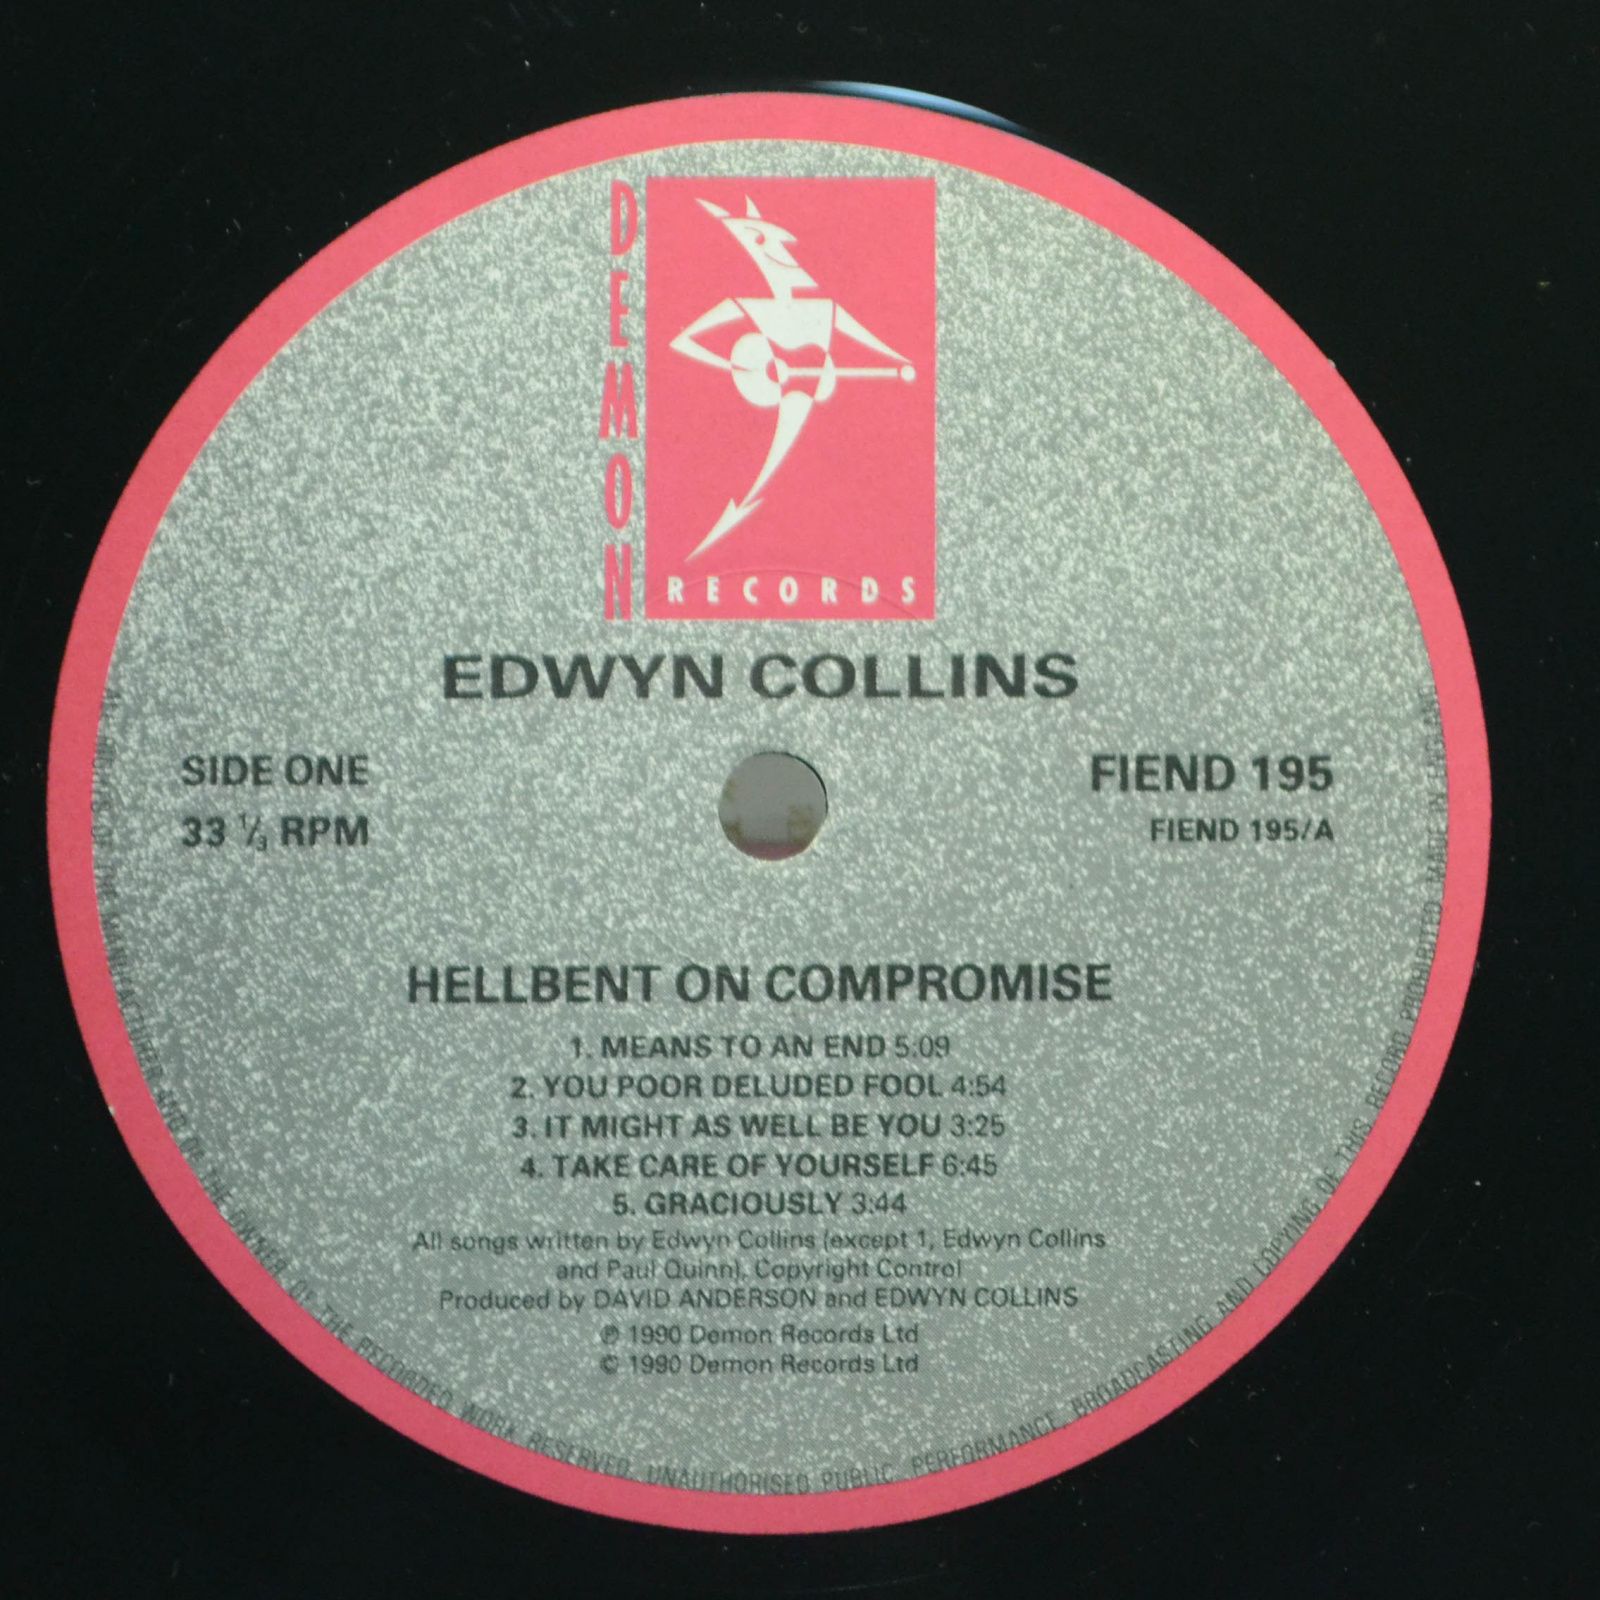 DEMON
RECORDS
EDWYN COLLINS
SIDE ONE
33 ⅓ RPM
FIEND 195
FIEND 195/A
HELLBENT ON COMPROMISE
1. MEANS TO AN END 5:09
2. YOU POOR DELUDED FOOL 4:54
3. IT MIGHT AS WELL BE YOU 3:25
4. TAKE CARE OF YOURSELF 6:45
5. GRACIOUSLY 3:44
All songs written by Edwyn Collins (except 1, Edwyn Collins
and Paul Quinn), Copyright Control
Produced by DAVID ANDERSON and EDWYN COLLINS
℗ 1990 Demon Records Ltd
© 1990 Demon Records Ltd
ALL RIGHTS OF THE MANUFACTURER AND OF THE OWNER OF THE RECORDED WORK RESERVED. UNAUTHORISED PUBLIC PERFORMANCE, BROADCASTING AND COPYING OF THIS RECORD PROHIBITED MADE IN